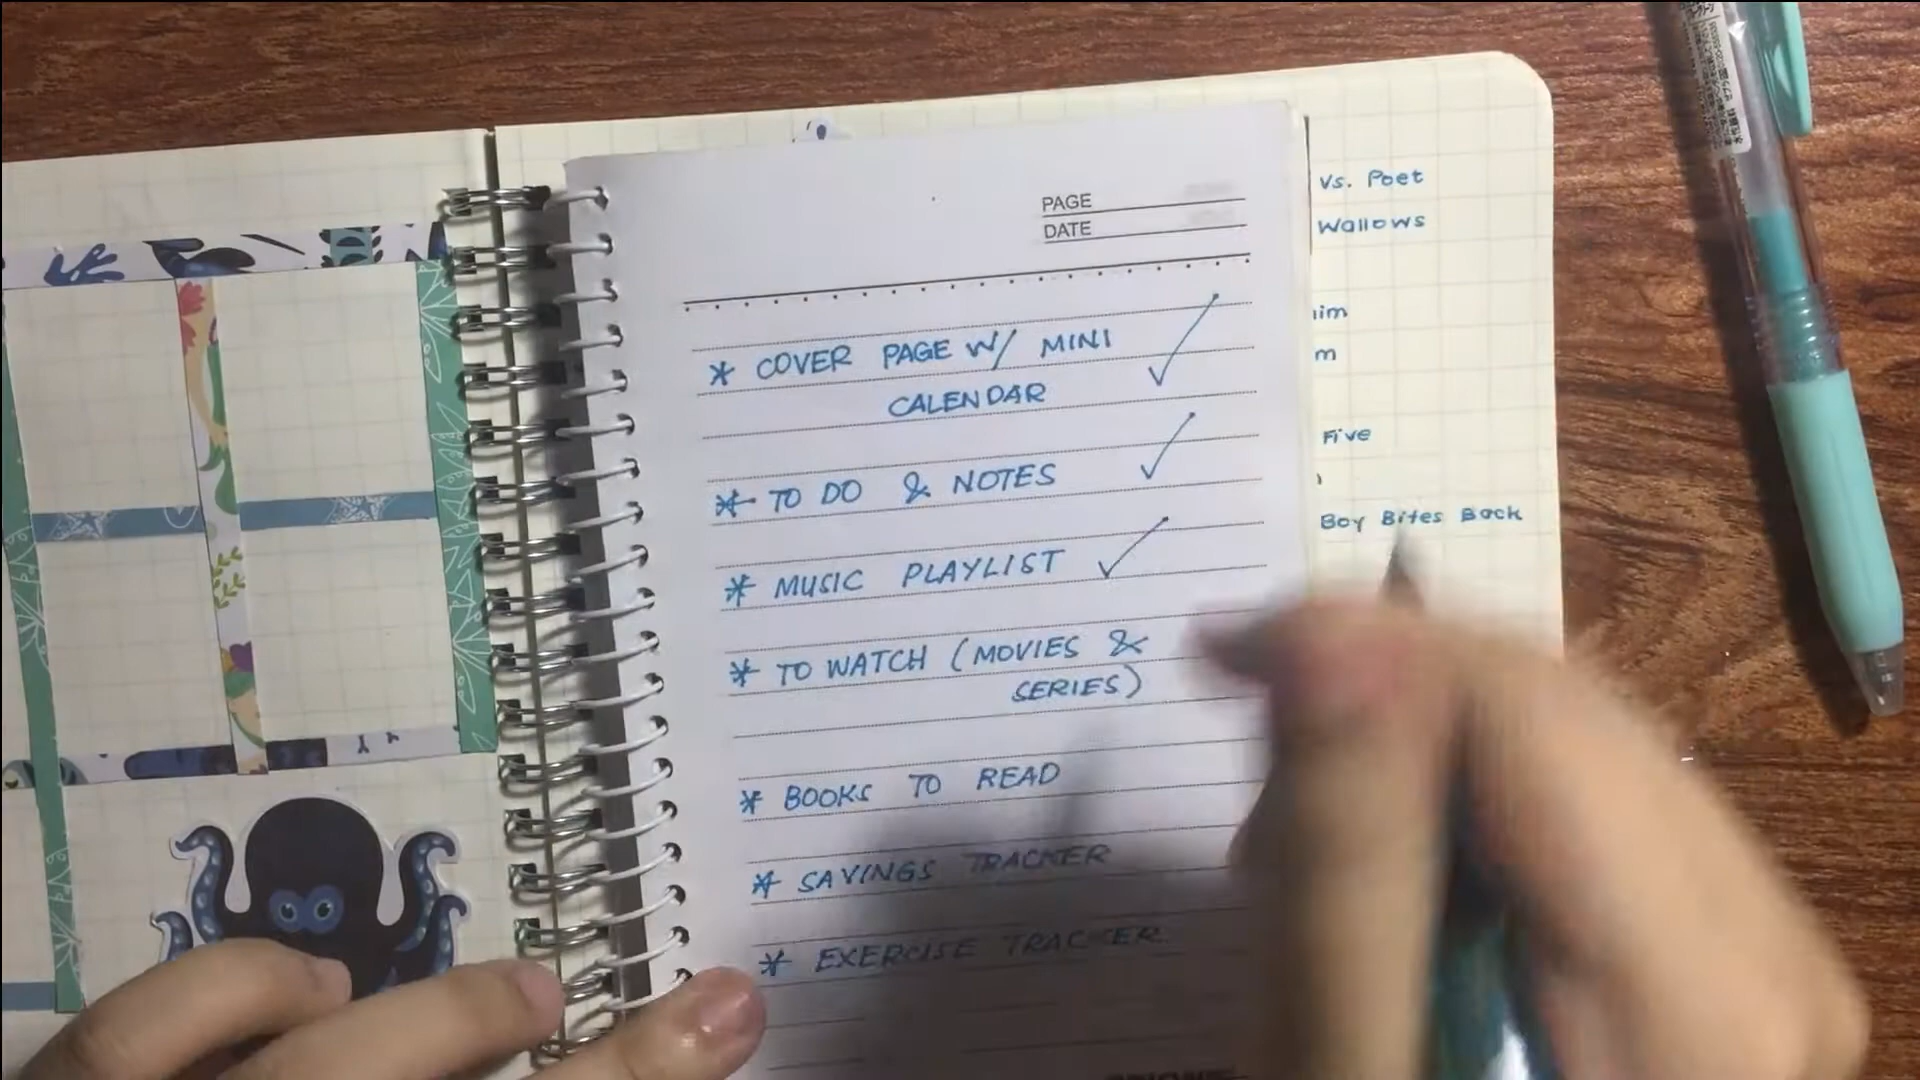 PAGE
DATE
* COVER PAGE W/ MINI
CALENDAR
* TO DO & NOTES
* MUSIC PLAYLIST
* TO WATCH (MOVIES &
SERIES)
* BOOKS TO READ
* SAVINGS TRACKER
* EXERCISE TRACKER
Vs. Poet
Wallows
Five
Boy Bites Back